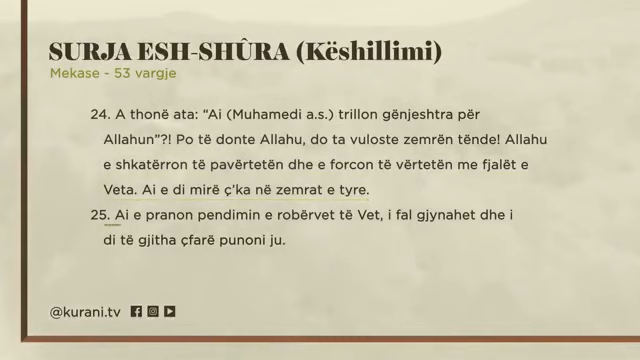 SURJA ESH-SHÛRA (Këshillimi)
Mekase - 53 vargje
24. A thonë ata: “Ai (Muhamedi a.s.) trillon gënjeshtra për
Allahun”?! Po të donte Allahu, do ta vuloste zemrën tënde! Allahu
e shkatërron të pavërtetën dhe e forcon të vërtetën me fjalët e
Veta. Ai e di mirë ç’ka në zemrat e tyre.
25. Ai e pranon pendimin e robërvet të Vet, i fal gjynahet dhe i
di të gjitha çfarë punoni ju.
@kurani.tv